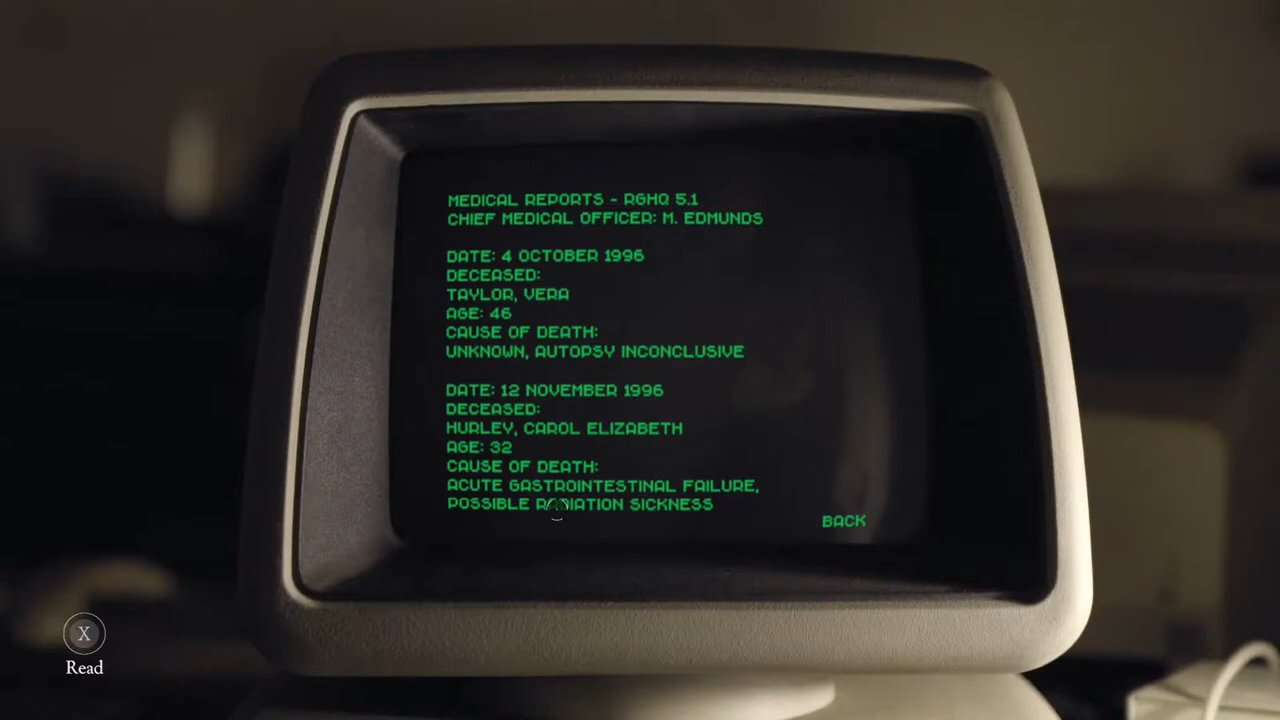 MEDICAL REPORTS - RGHQ 5.1
CHIEF MEDICAL OFFICER: M. EDMUNDS
DATE: 4 OCTOBER 1996
DECEASED:
TAYLOR, VERA
AGE: 46
CAUSE OF DEATH:
UNKNOWN, AUTOPSY INCONCLUSIVE
DATE: 12 NOVEMBER 1996
DECEASED:
HURLEY, CAROL ELIZABETH
AGE: 32
CAUSE OF DEATH:
ACUTE GASTROINTESTINAL FAILURE,
POSSIBLE RADIATION SICKNESS
BACK
X
Read